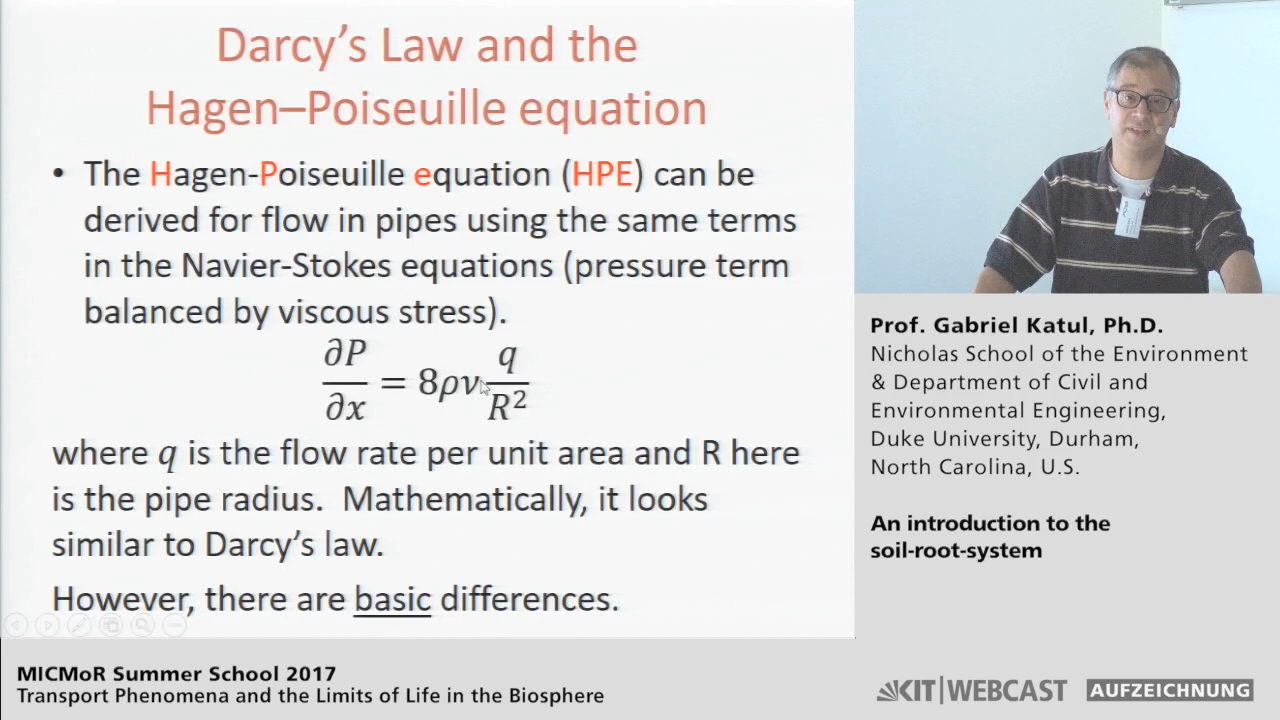 Darcy's Law and the
Hagen–Poiseuille equation
• The Hagen-Poiseuille equation (HPE) can be
derived for flow in pipes using the same terms
in the Navier-Stokes equations (pressure term
balanced by viscous stress).
∂P/∂x = 8ρν q/R²
where q is the flow rate per unit area and R here
is the pipe radius. Mathematically, it looks
similar to Darcy's law.
However, there are basic differences.
Prof. Gabriel Katul, Ph.D.
Nicholas School of the Environment
& Department of Civil and
Environmental Engineering,
Duke University, Durham,
North Carolina, U.S.
An introduction to the
soil-root-system
MICMoR Summer School 2017
Transport Phenomena and the Limits of Life in the Biosphere
KIT|WEBCAST AUFZEICHNUNG